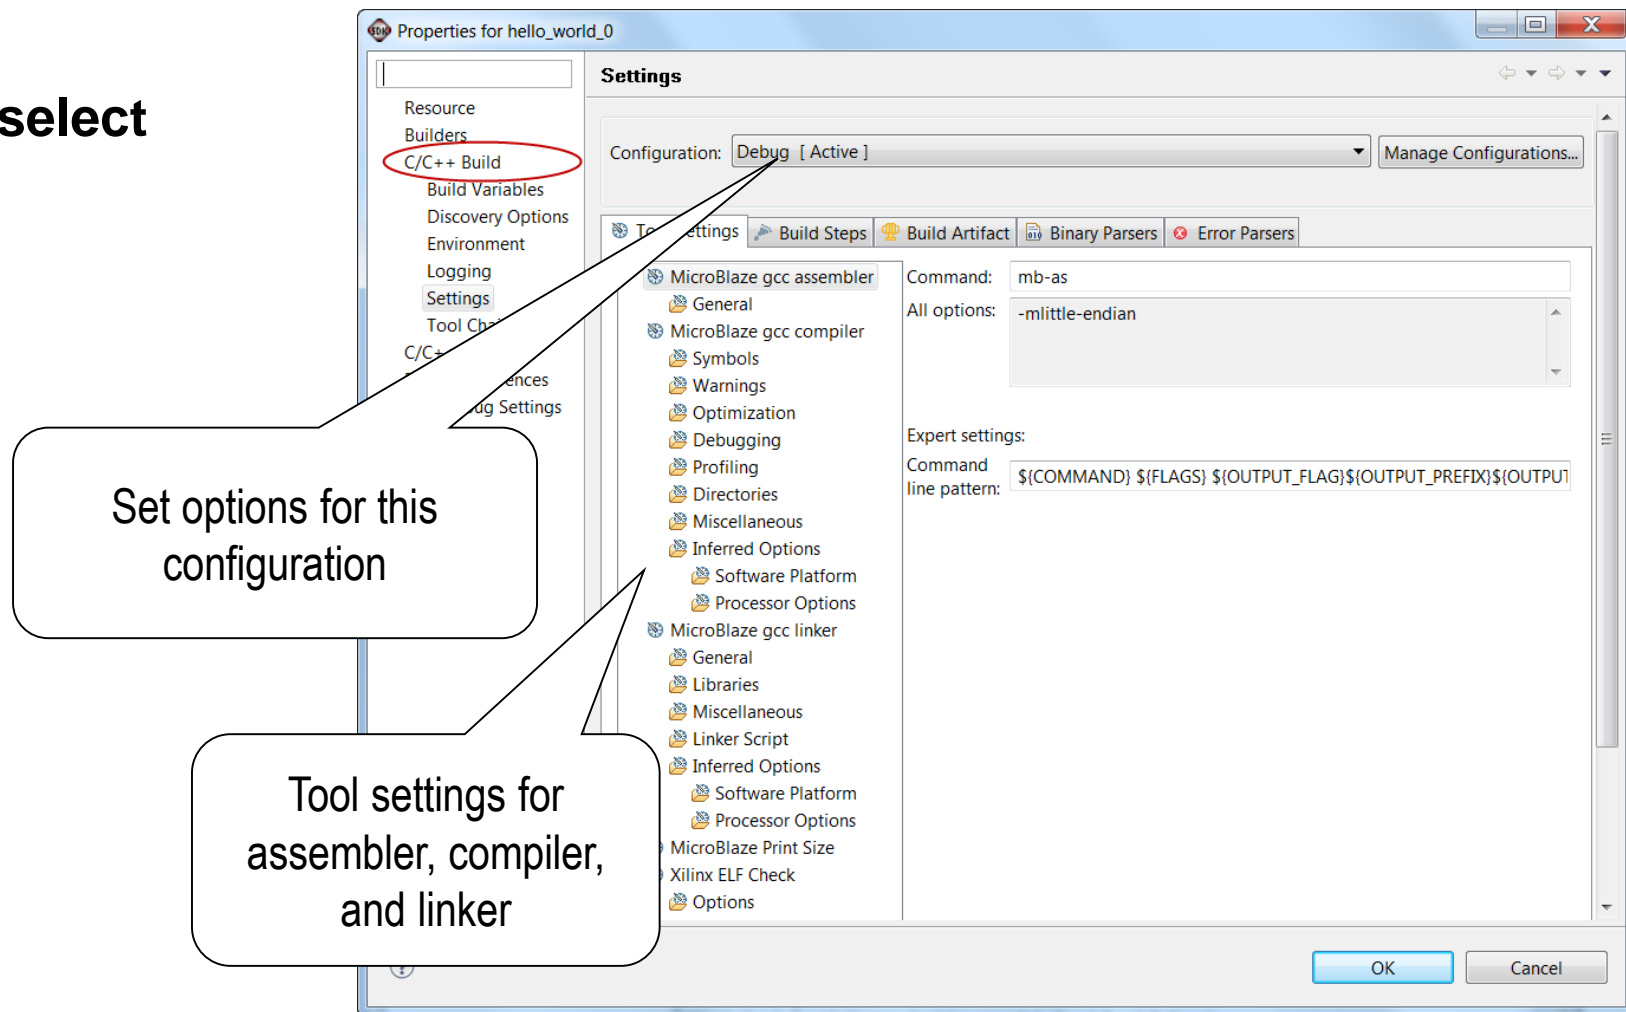 select
SDK
Properties for hello_world_0
Resource
Builders
C/C++ Build
Build Variables
Discovery Options
Environment
Logging
Settings
Tool Cha
C/C+
ences
ug Settings
Settings
Configuration:
Debug [ Active ]
Manage Configurations...
To
ettings
Build Steps
Build Artifact
Binary Parsers
Error Parsers
MicroBlaze gcc assembler
General
MicroBlaze gcc compiler
Symbols
Warnings
Optimization
Debugging
Profiling
Directories
Miscellaneous
Inferred Options
Software Platform
Processor Options
MicroBlaze gcc linker
General
Libraries
Miscellaneous
Linker Script
Inferred Options
Software Platform
Processor Options
MicroBlaze Print Size
Xilinx ELF Check
Options
Command:
mb-as
All options:
-mlittle-endian
Expert settings:
Command
line pattern:
${COMMAND} ${FLAGS} ${OUTPUT_FLAG}${OUTPUT_PREFIX}${OUTPUT
Set options for this
configuration
Tool settings for
assembler, compiler,
and linker
OK
Cancel